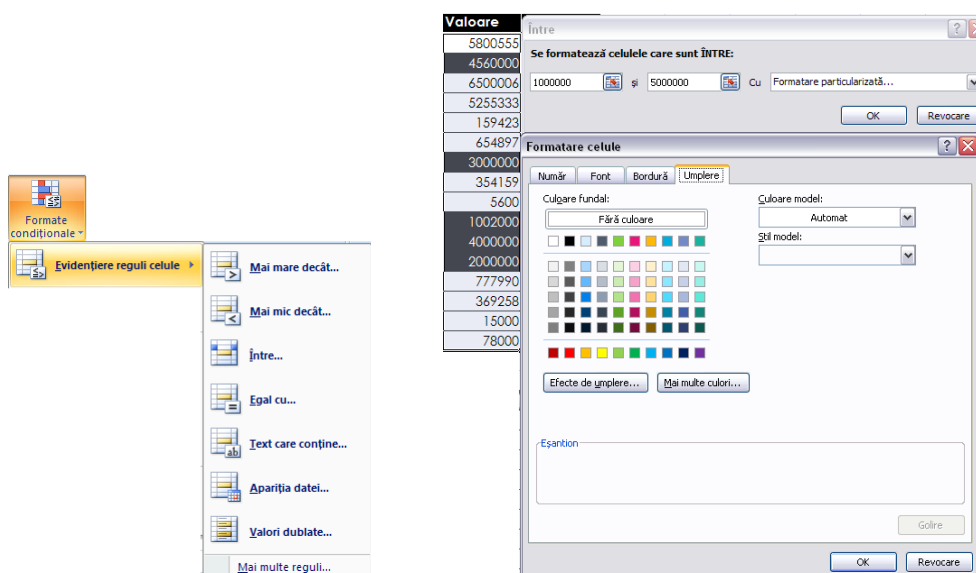 Formate
condiționale
Evidențiere reguli celule
Mai mare decât...
Mai mic decât...
Între...
Egal cu...
Text care conține...
Apariția datei...
Valori dublate...
Mai multe reguli...
Valoare
5800555
4560000
6500006
5255333
159423
654897
3000000
354159
5600
1002000
4000000
2000000
777990
369258
15000
78000
Între
Se formatează celulele care sunt ÎNTRE:
1000000 și 5000000 Cu Formatare particularizată...
OK Revocare
Formatare celule
Număr Font Bordură Umplere
Culoare fundal:
Fără culoare
Efecte de umplere... Mai multe culori...
Culoare model:
Automat
Stil model:
Eșantion
Golire
OK Revocare